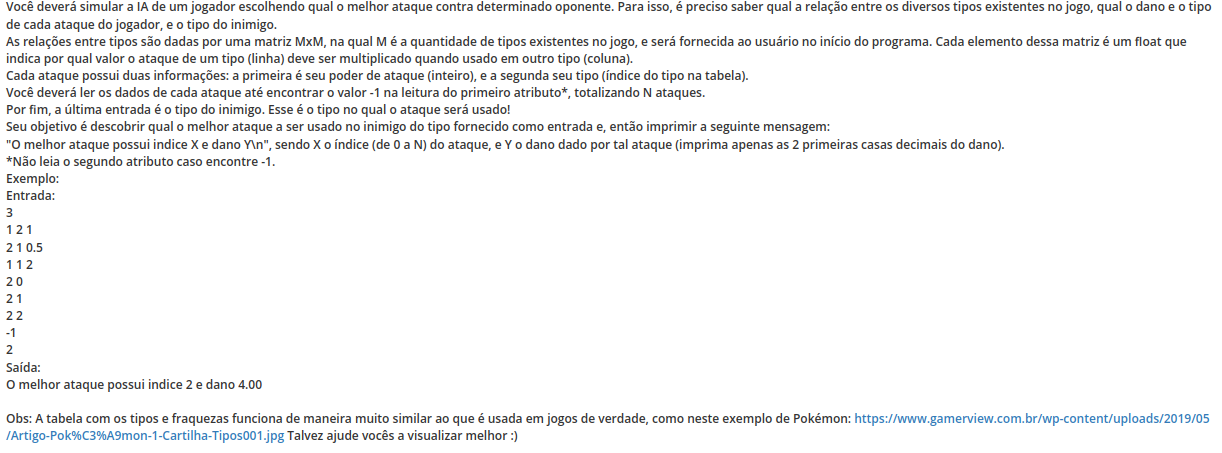 Você deverá simular a IA de um jogador escolhendo qual o melhor ataque contra determinado oponente. Para isso, é preciso saber qual a relação entre os diversos tipos existentes no jogo, qual o dano e o tipo
de cada ataque do jogador, e o tipo do inimigo.
As relações entre tipos são dadas por uma matriz MxM, na qual M é a quantidade de tipos existentes no jogo, e será fornecida ao usuário no início do programa. Cada elemento dessa matriz é um float que
indica por qual valor o ataque de um tipo (linha) deve ser multiplicado quando usado em outro tipo (coluna).
Cada ataque possui duas informações: a primeira é seu poder de ataque (inteiro), e a segunda seu tipo (índice do tipo na tabela).
Você deverá ler os dados de cada ataque até encontrar o valor -1 na leitura do primeiro atributo*, totalizando N ataques.
Por fim, a última entrada é o tipo do inimigo. Esse é o tipo no qual o ataque será usado!
Seu objetivo é descobrir qual o melhor ataque a ser usado no inimigo do tipo fornecido como entrada e, então imprimir a seguinte mensagem:
"O melhor ataque possui indice X e dano Y\n", sendo X o índice (de 0 a N) do ataque, e Y o dano dado por tal ataque (imprima apenas as 2 primeiras casas decimais do dano).
*Não leia o segundo atributo caso encontre -1.
Exemplo:
Entrada:
3
1 2 1
2 1 0.5
1 1 2
2 0
2 1
2 2
-1
2
Saída:
O melhor ataque possui indice 2 e dano 4.00
Obs: A tabela com os tipos e fraquezas funciona de maneira muito similar ao que é usada em jogos de verdade, como neste exemplo de Pokémon: https://www.gamerview.com.br/wp-content/uploads/2019/05
/Artigo-Pok%C3%A9mon-1-Cartilha-Tipos001.jpg Talvez ajude vocês a visualizar melhor :)